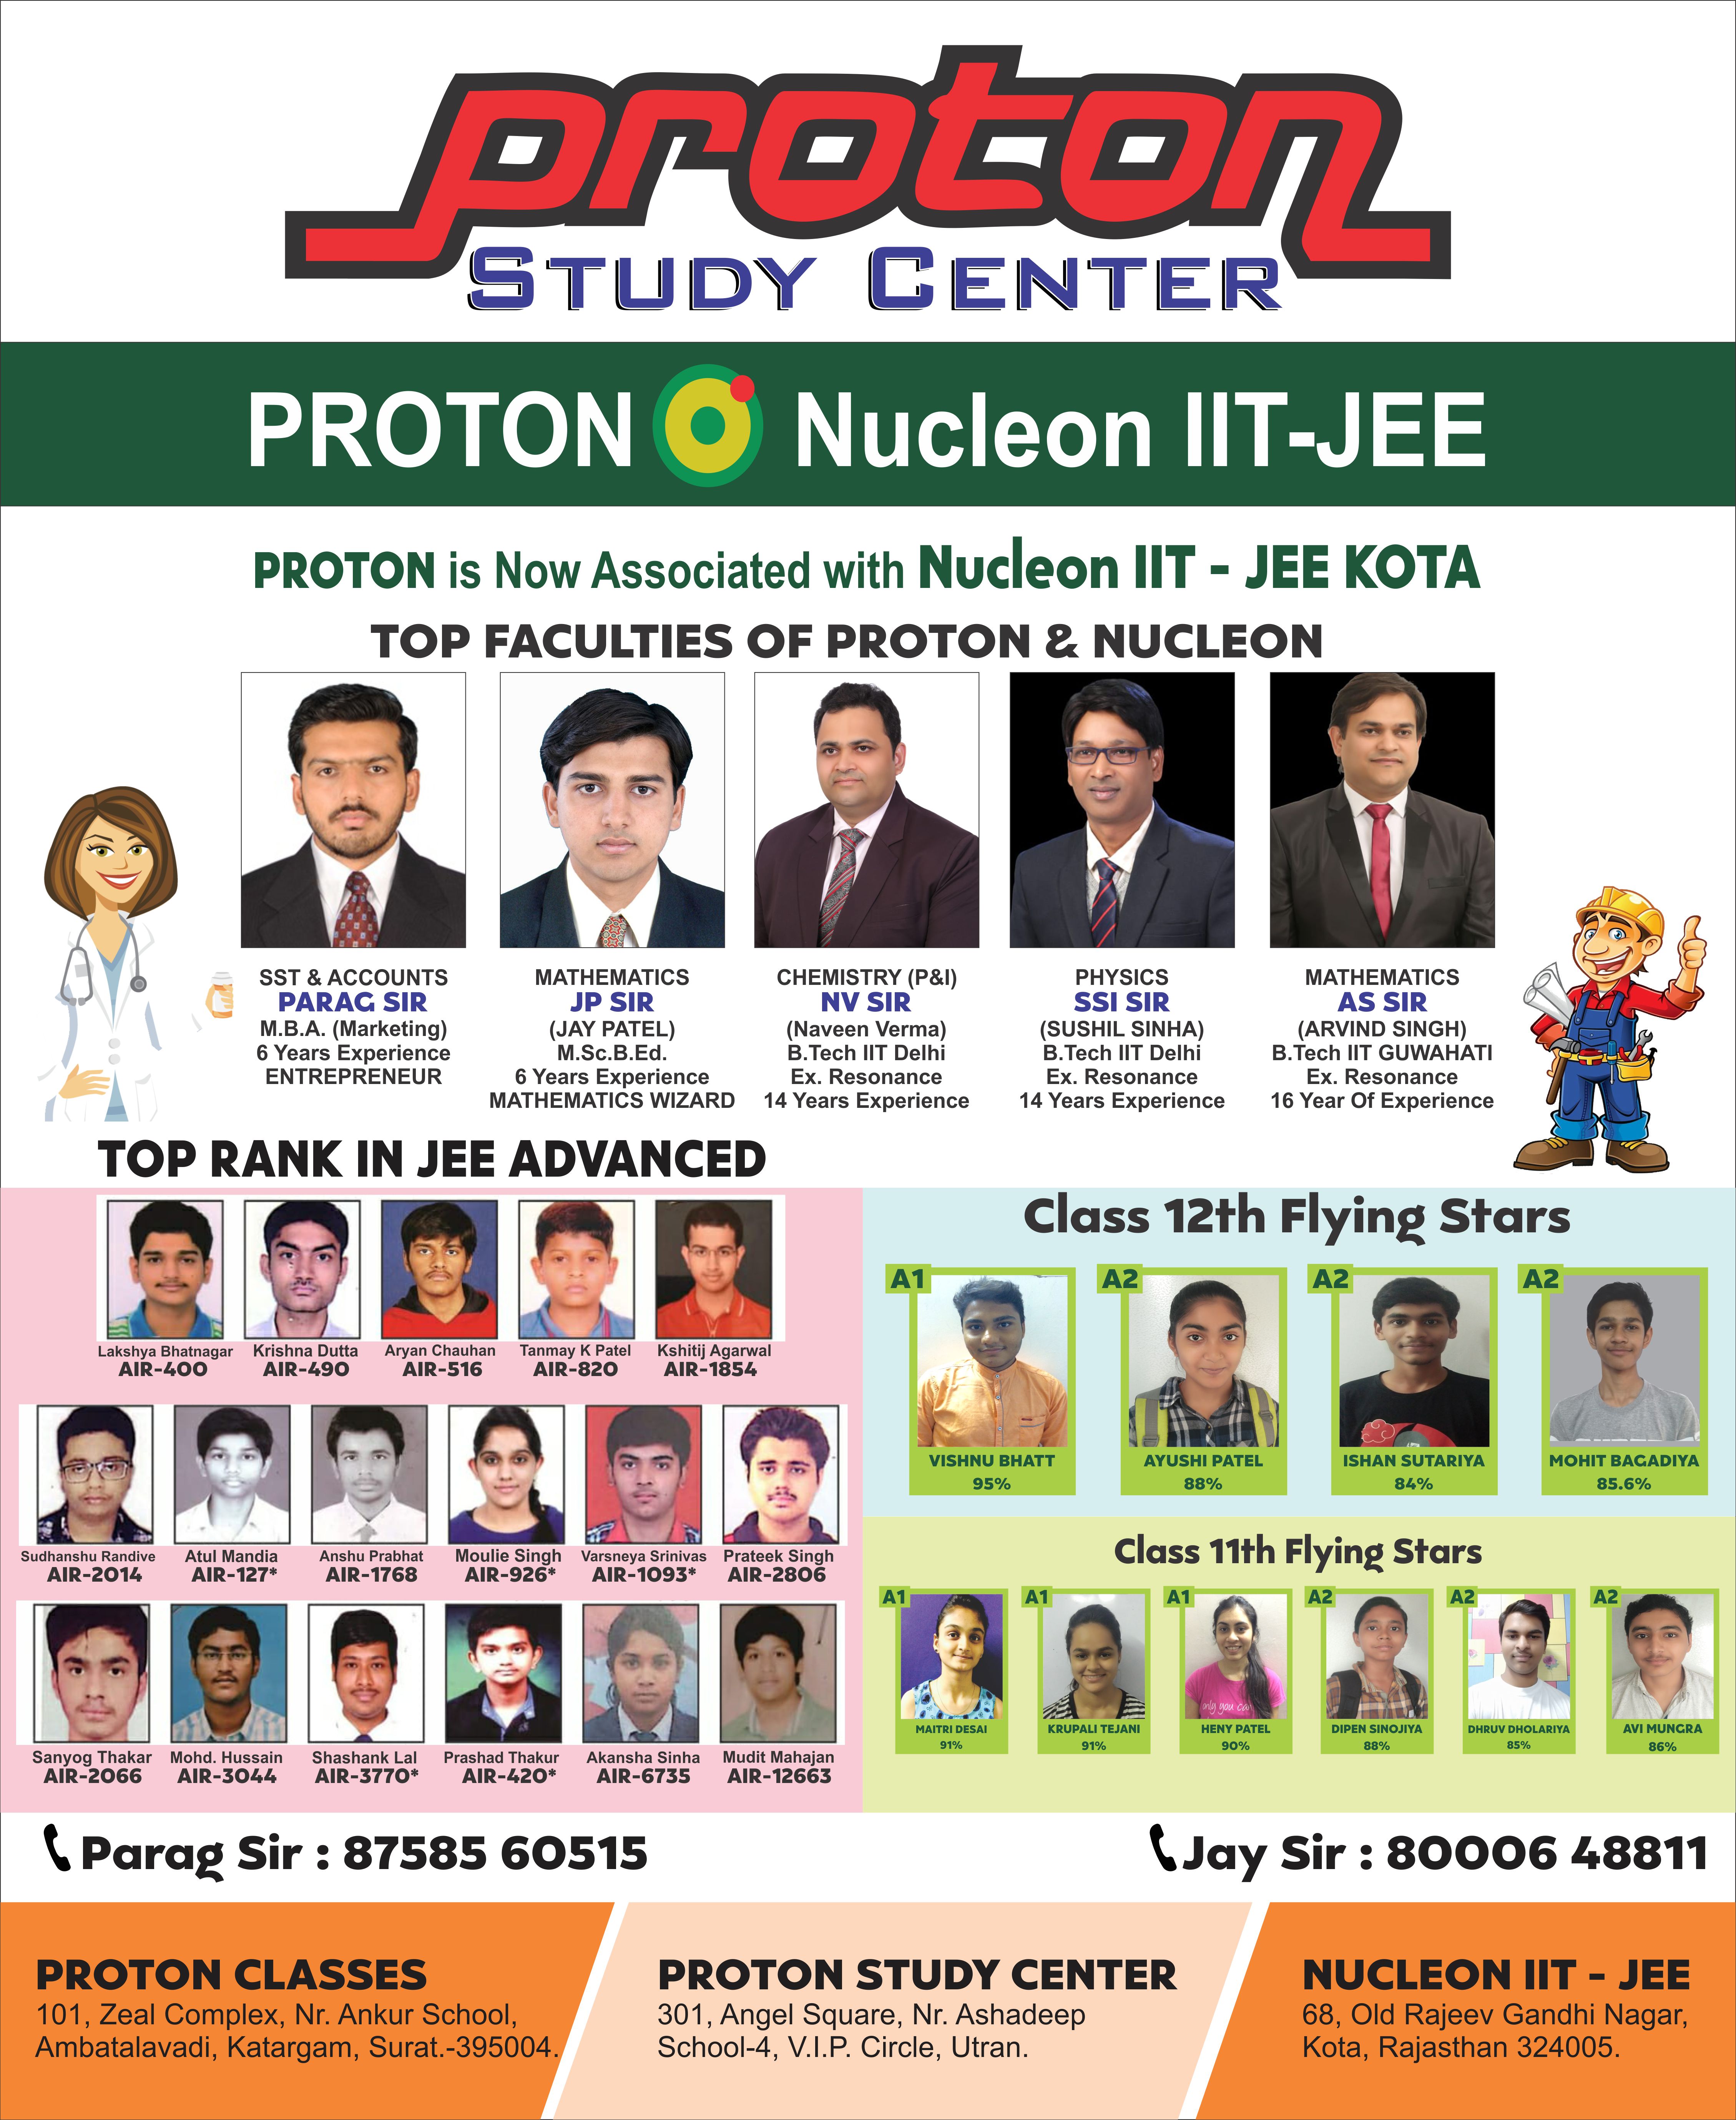 proton
STUDY CENTER
PROTON Nucleon IIT-JEE
PROTON is Now Associated with Nucleon IIT - JEE KOTA
TOP FACULTIES OF PROTON & NUCLEON
SST & ACCOUNTS
PARAG SIR
M.B.A. (Marketing)
6 Years Experience
ENTREPRENEUR
MATHEMATICS
JP SIR
(JAY PATEL)
M.Sc.B.Ed.
6 Years Experience
MATHEMATICS WIZARD
CHEMISTRY (P&I)
NV SIR
(Naveen Verma)
B.Tech IIT Delhi
Ex. Resonance
14 Years Experience
PHYSICS
SSI SIR
(SUSHIL SINHA)
B.Tech IIT Delhi
Ex. Resonance
14 Years Experience
MATHEMATICS
AS SIR
(ARVIND SINGH)
B.Tech IIT GUWAHATI
Ex. Resonance
16 Year Of Experience
TOP RANK IN JEE ADVANCED
Lakshya Bhatnagar
AIR-400
Krishna Dutta
AIR-490
Aryan Chauhan
AIR-516
Tanmay K Patel
AIR-820
Kshitij Agarwal
AIR-1854
Sudhanshu Randive
AIR-2014
Atul Mandia
AIR-127*
Anshu Prabhat
AIR-1768
Moulie Singh
AIR-926*
Varsneya Srinivas
AIR-1093*
Prateek Singh
AIR-2806
Sanyog Thakar
AIR-2066
Mohd. Hussain
AIR-3044
Shashank Lal
AIR-3770*
Prashad Thakur
AIR-420*
Akansha Sinha
AIR-6735
Mudit Mahajan
AIR-12663
Class 12th Flying Stars
A1
VISHNU BHATT
95%
A2
AYUSHI PATEL
88%
A2
ISHAN SUTARIYA
84%
A2
MOHIT BAGADIYA
85.6%
Class 11th Flying Stars
A1
MAITRI DESAI
91%
A1
KRUPALI TEJANI
91%
A1
only you can
HENY PATEL
90%
A2
DIPEN SINOJIYA
88%
A2
DHRUV DHOLARIYA
85%
A2
AVI MUNGRA
86%
Parag Sir : 87585 60515
Jay Sir : 80006 48811
PROTON CLASSES
101, Zeal Complex, Nr. Ankur School,
Ambatalavadi, Katargam, Surat.-395004.
PROTON STUDY CENTER
301, Angel Square, Nr. Ashadeep
School-4, V.I.P. Circle, Utran.
NUCLEON IIT - JEE
68, Old Rajeev Gandhi Nagar,
Kota, Rajasthan 324005.